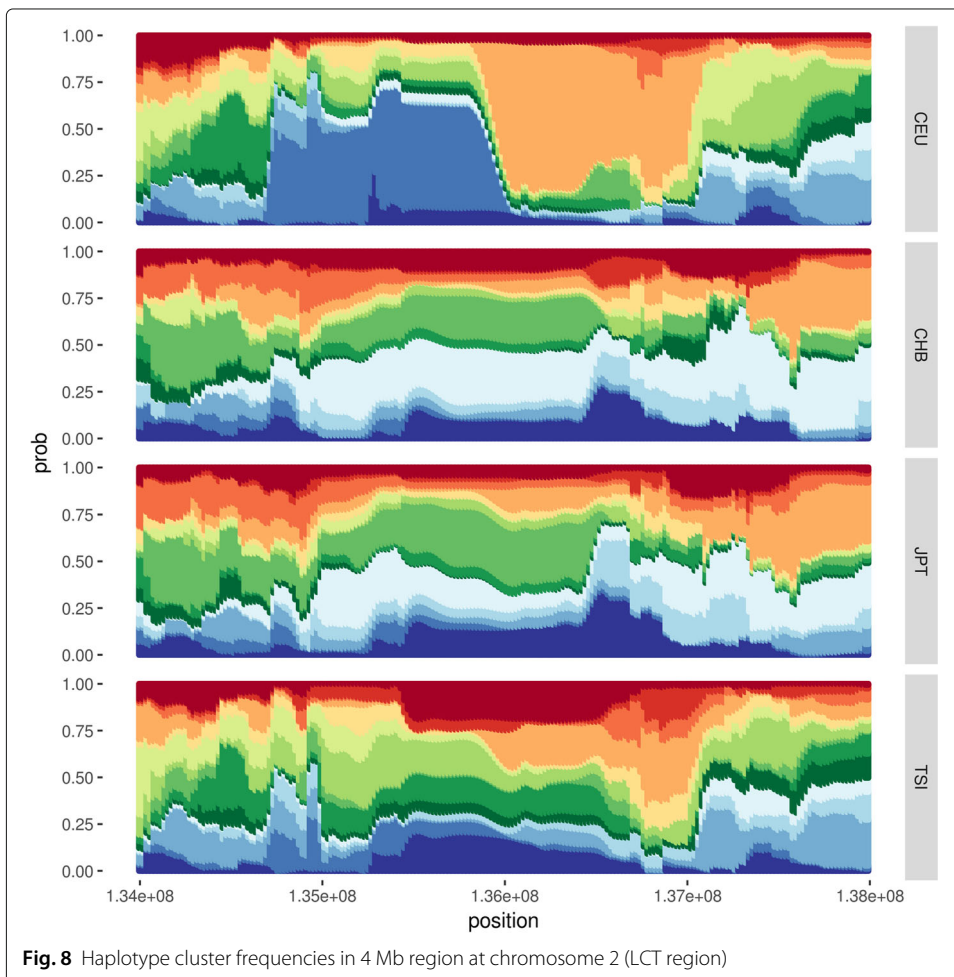 1.00
0.75
0.50
0.25
0.00
CEU
1.00
0.75
0.50
0.25
0.00
CHB
prob
1.00
0.75
0.50
0.25
0.00
JPT
1.00
0.75
0.50
0.25
0.00
TSI
1.34e+08 1.35e+08 1.36e+08 1.37e+08 1.38e+08
position
Fig. 8 Haplotype cluster frequencies in 4 Mb region at chromosome 2 (LCT region)